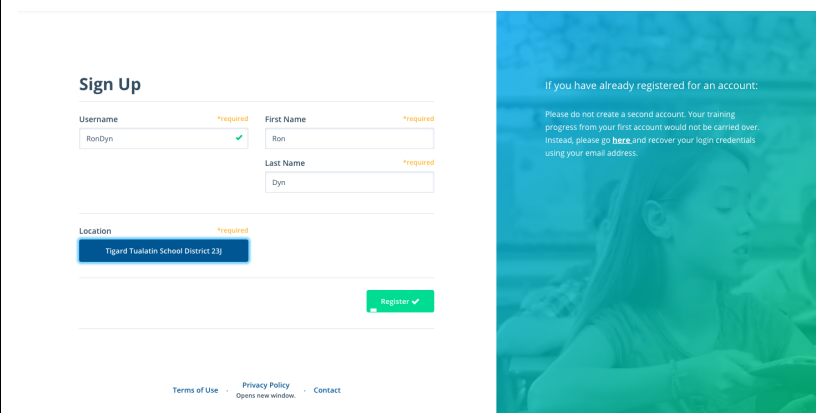 Sign Up
Username *required
RonDyn
First Name *required
Ron
Last Name *required
Dyn
Location *required
Tigard Tualatin School District 23J
Register
Terms of Use · Privacy Policy · Contact
Opens new window.
If you have already registered for an account:
Please do not create a second account. Your training
progress from your first account would not be carried over.
Instead, please go here and recover your login credentials
using your email address.